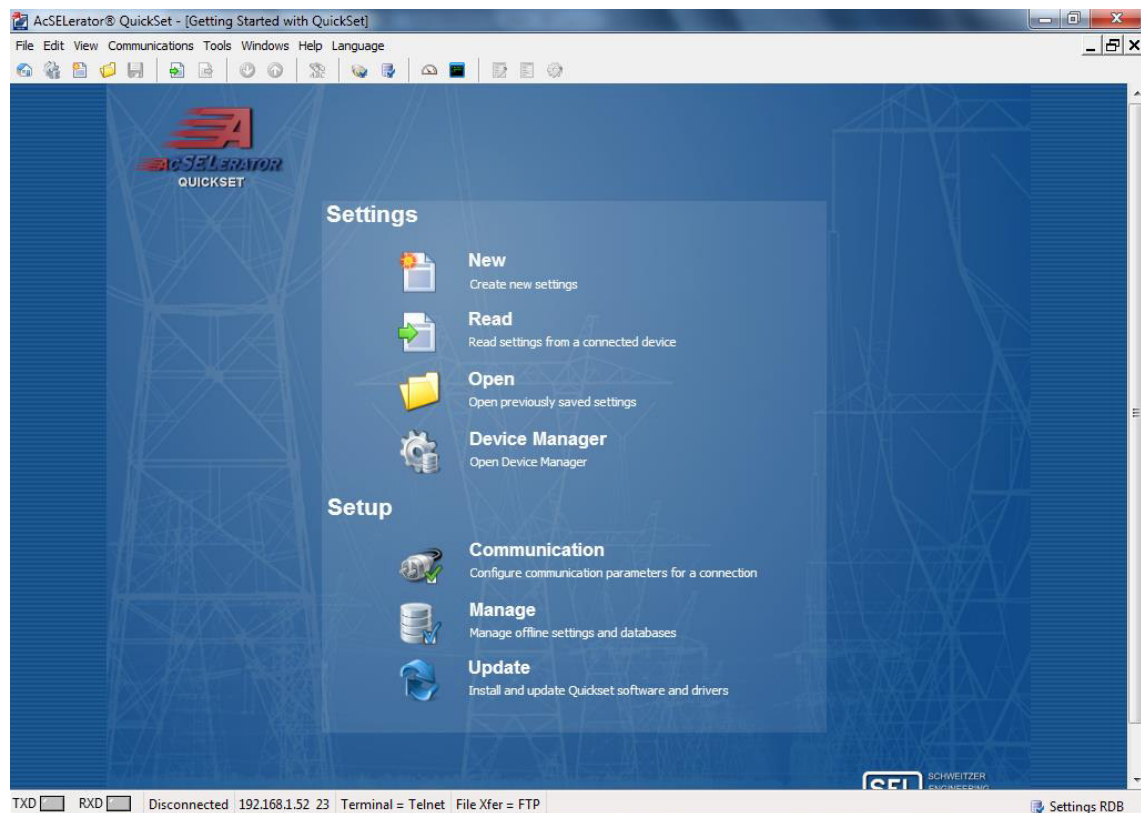 AcSELerator® QuickSet - [Getting Started with QuickSet]
File Edit View Communications Tools Windows Help Language
A
ACSELERATOR
QUICKSET
Settings
New
Create new settings
Read
Read settings from a connected device
Open
Open previously saved settings
Device Manager
Open Device Manager
Setup
Communication
Configure communication parameters for a connection
Manage
Manage offline settings and databases
Update
Install and update Quickset software and drivers
SEL SCHWEITZER
ENGINEERING
TXD RXD Disconnected 192.168.1.52 23 Terminal = Telnet File Xfer = FTP Settings RDB